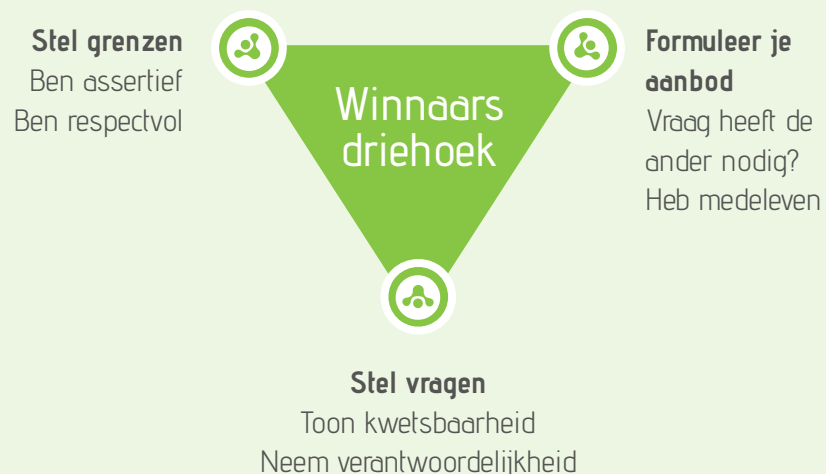 Stel grenzen
Ben assertief
Ben respectvol
Winnaars
driehoek
Formuleer je
aanbod
Vraag heeft de
ander nodig?
Heb medeleven
Stel vragen
Toon kwetsbaarheid
Neem verantwoordelijkheid